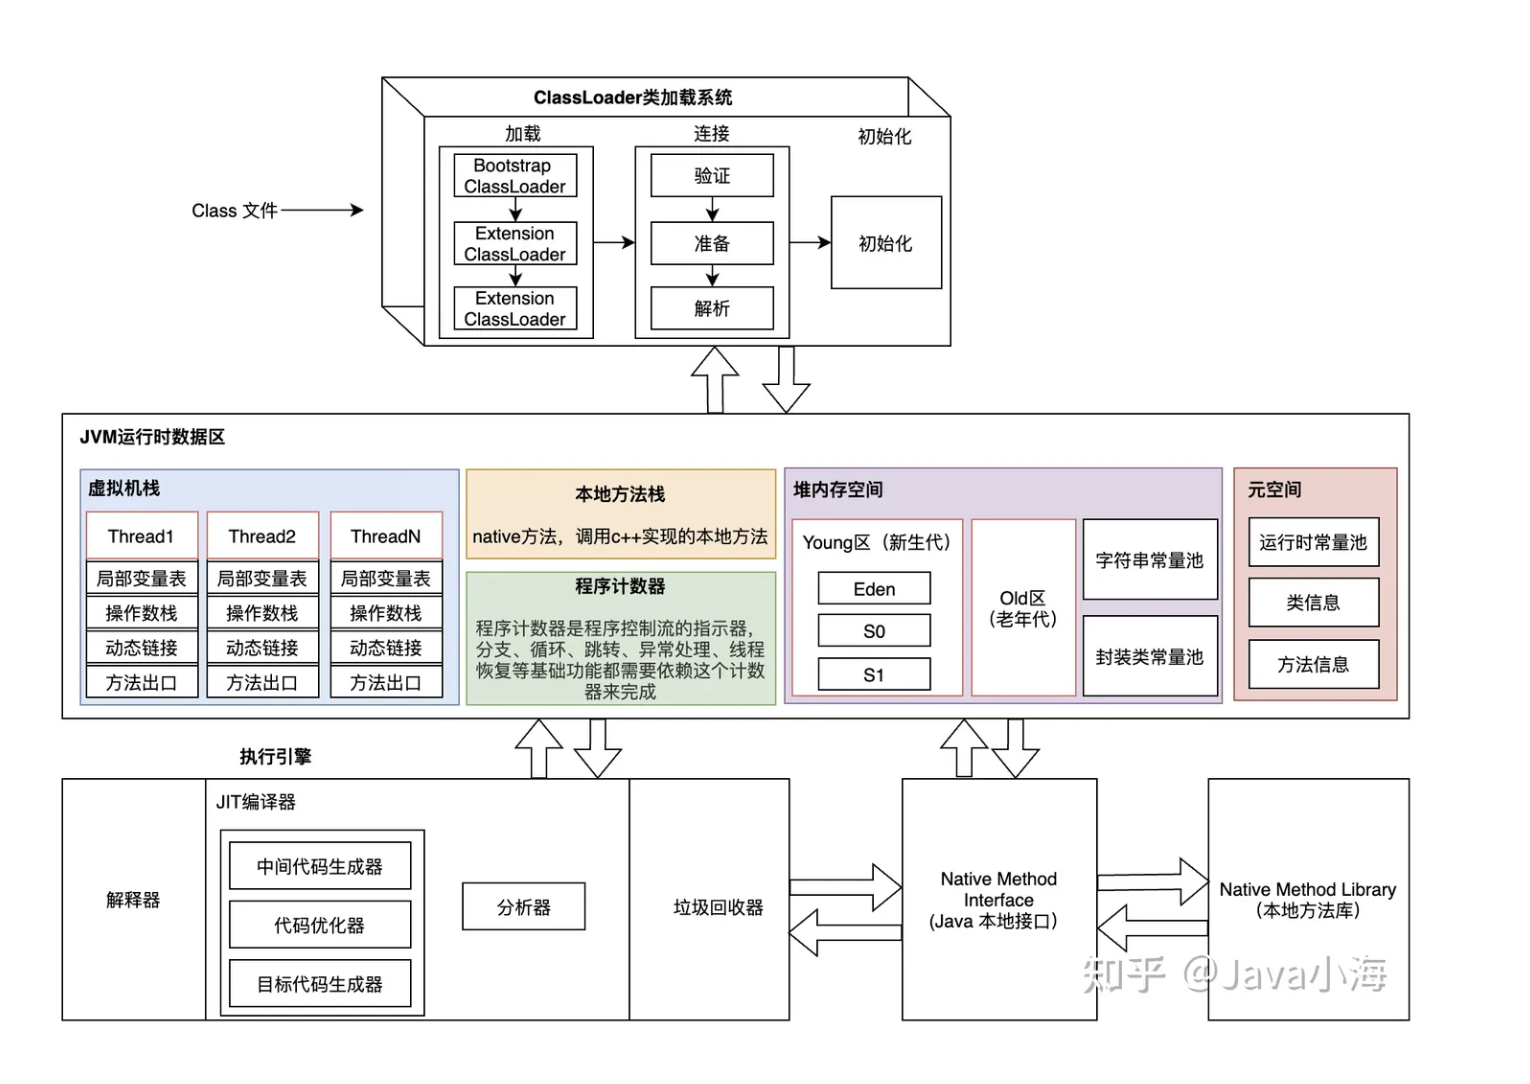 ClassLoader类加载系统
加载
连接
初始化
Bootstrap
ClassLoader
Extension
ClassLoader
Extension
ClassLoader
验证
准备
解析
初始化
Class 文件
JVM运行时数据区
虚拟机栈
Thread1
局部变量表
操作数栈
动态链接
方法出口
Thread2
局部变量表
操作数栈
动态链接
方法出口
ThreadN
局部变量表
操作数栈
动态链接
方法出口
本地方法栈
native方法，调用c++实现的本地方法
程序计数器
程序计数器是程序控制流的指示器，
分支、循环、跳转、异常处理、线程
恢复等基础功能都需要依赖这个计数
器来完成
堆内存空间
Young区（新生代）
Eden
S0
S1
Old区
（老年代）
字符串常量池
封装类常量池
元空间
运行时常量池
类信息
方法信息
执行引擎
解释器
JIT编译器
中间代码生成器
代码优化器
目标代码生成器
分析器
垃圾回收器
Native Method
Interface
(Java 本地接口）
Native Method Library
（本地方法库）
知乎 @Java小海